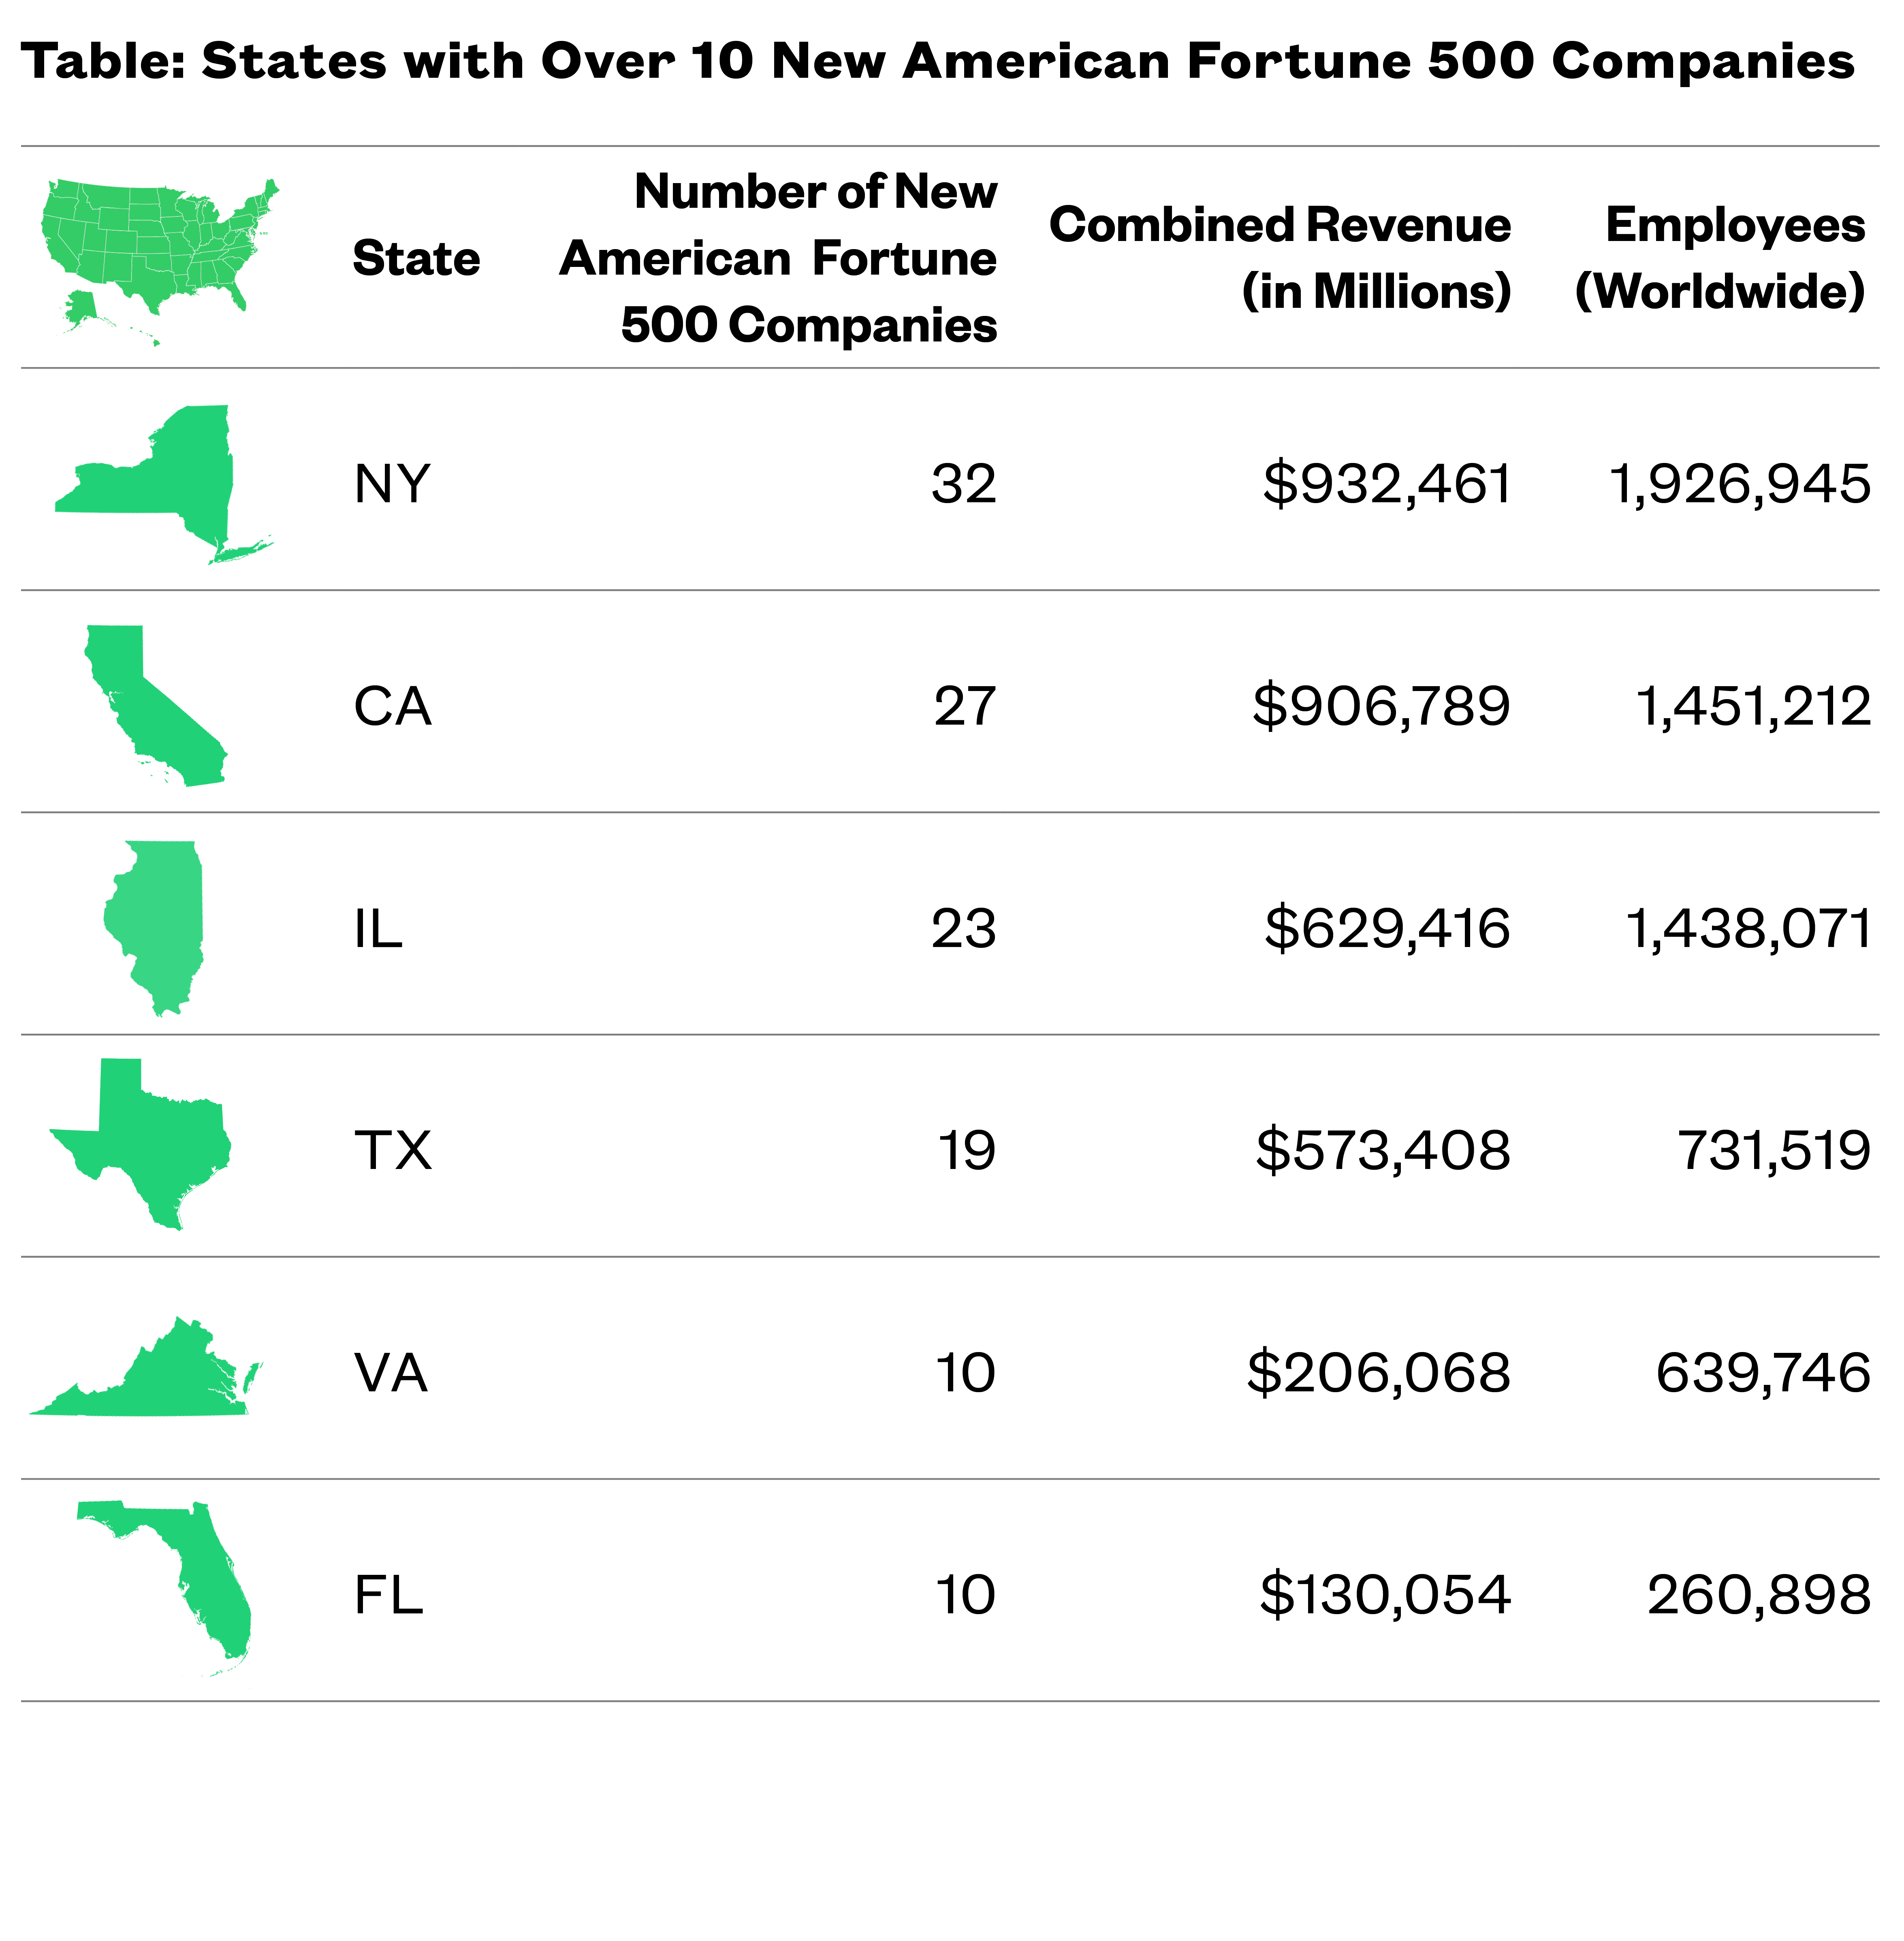 Table: States with Over 10 New American Fortune 500 Companies
State
Number of New
American Fortune
500 Companies
Combined Revenue
(in Millions)
Employees
(Worldwide)
NY 32 $932,461 1,926,945
CA 27 $906,789 1,451,212
IL 23 $629,416 1,438,071
TX 19 $573,408 731,519
VA 10 $206,068 639,746
FL 10 $130,054 260,898